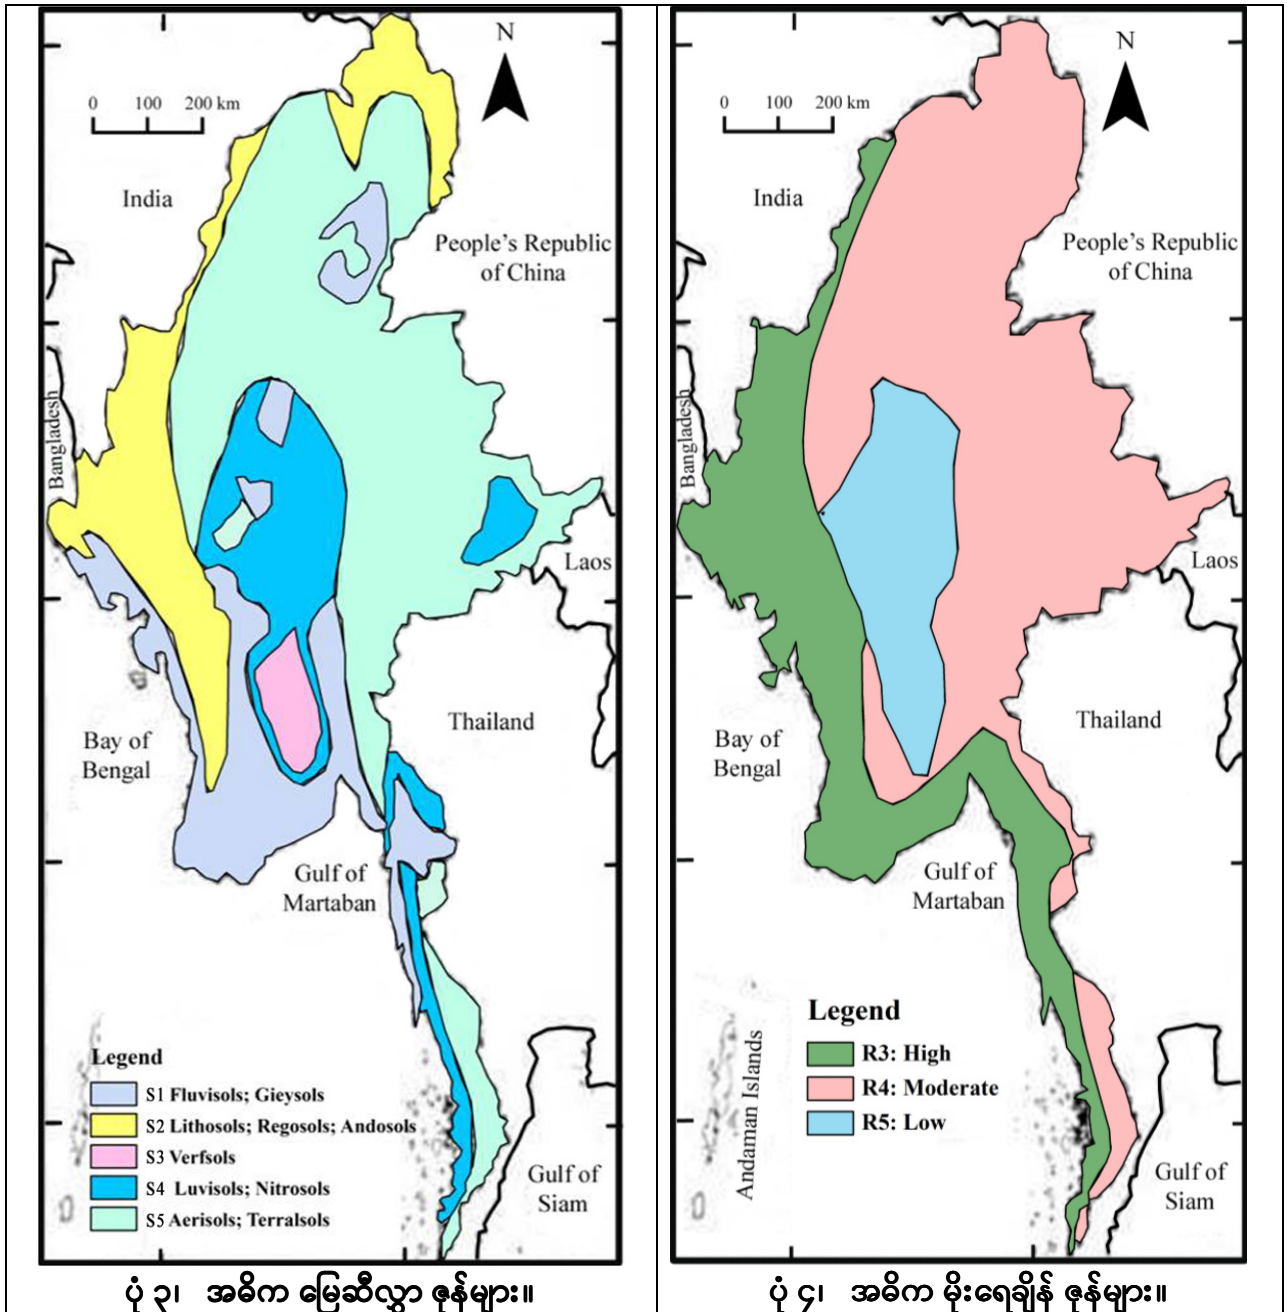 N
0 100 200 km
India
People's Republic
of China
Bangladesh
Laos
Thailand
Bay of
Bengal
Gulf of
Martaban
Legend
S1 Fluvisols; Gieysols
S2 Lithosols; Regosols; Andosols
S3 Verfsols
S4 Luvisols; Nitrosols
S5 Aerisols; Terralsols
Gulf of
Siam
ပုံ ၃၊ အဓိက မြေဆီလွှာ ဇုန်များ။
N
0 100 200 km
India
People's Republic
of China
Bangladesh
Laos
Thailand
Bay of
Bengal
Gulf of
Martaban
Andaman Islands
Legend
R3: High
R4: Moderate
R5: Low
Gulf of
Siam
ပုံ ၄၊ အဓိက မိုးရေချိန် ဇုန်များ။